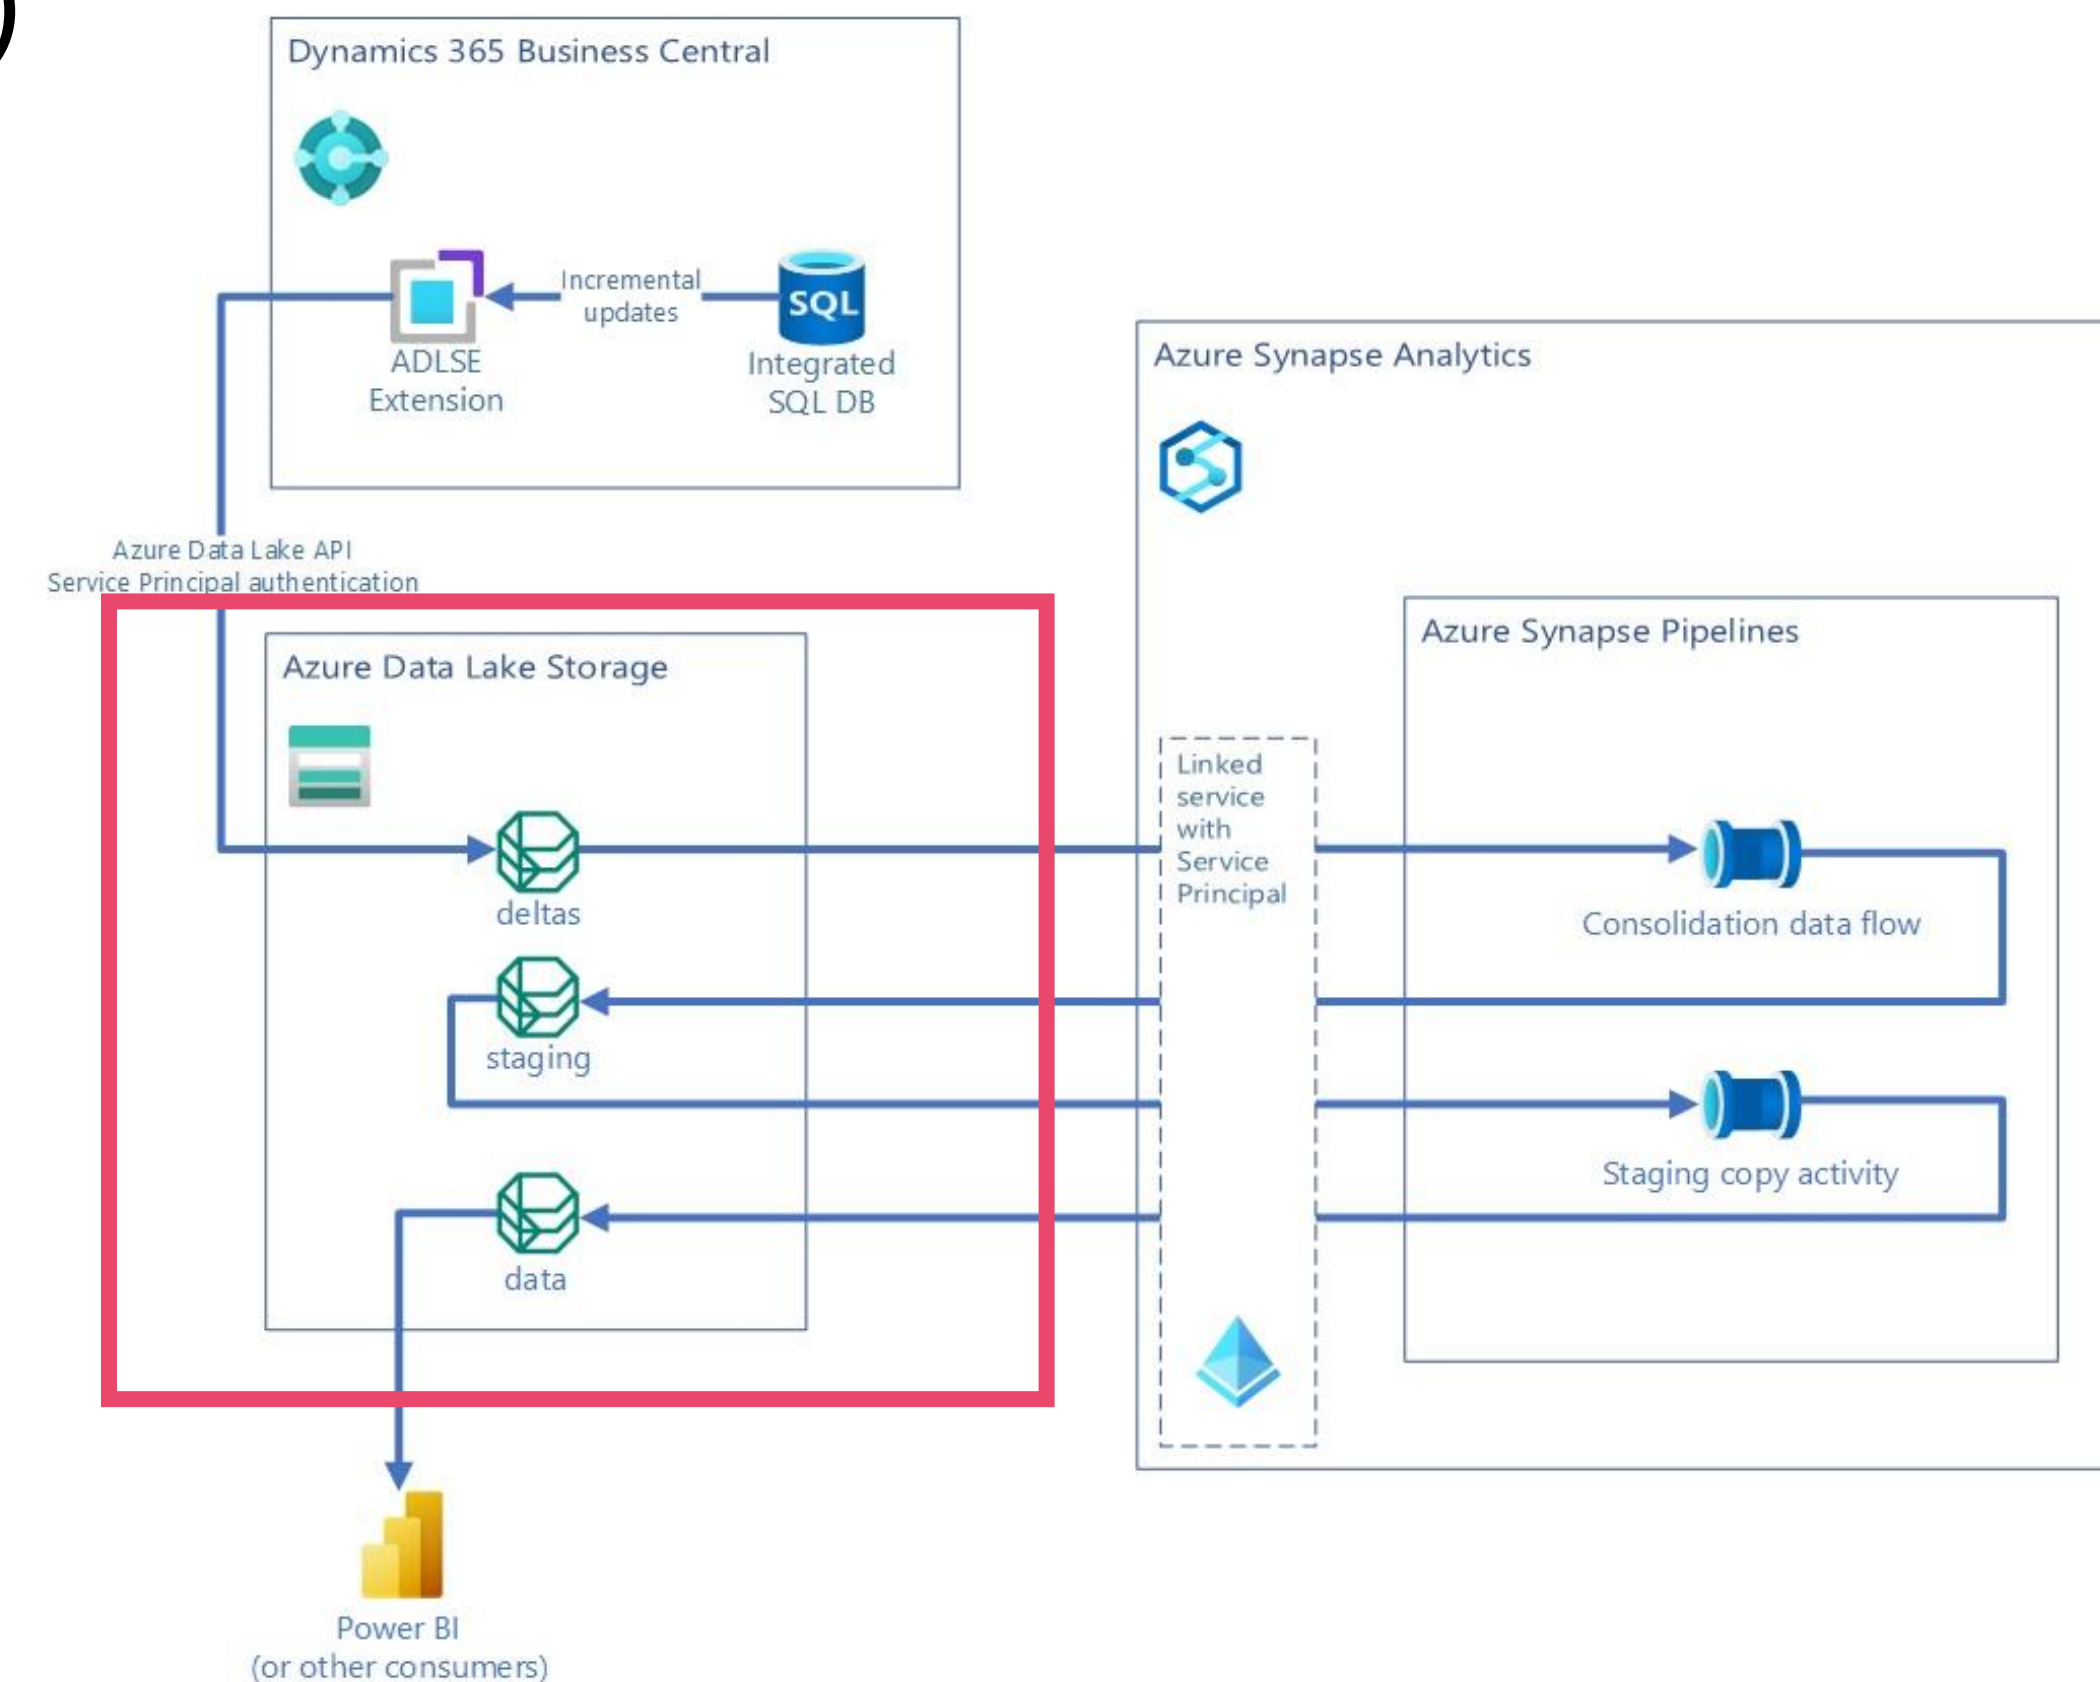 )
Dynamics 365 Business Central
Incremental
updates
SQL
ADLSE
Extension
Integrated
SQL DB
Azure Synapse Analytics
Azure Data Lake API
Service Principal authentication
Azure Data Lake Storage
Azure Synapse Pipelines
Linked
service
with
Service
Principal
deltas
Consolidation data flow
staging
Staging copy activity
data
Power BI
(or other consumers)